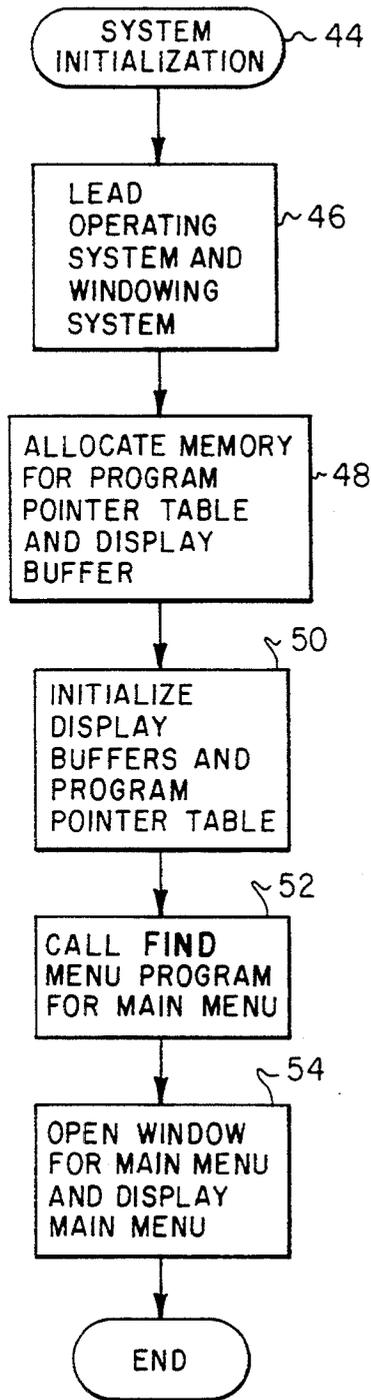 SYSTEM
INITIALIZATION
44
LEAD
OPERATING
SYSTEM AND
WINDOWING
SYSTEM
46
ALLOCATE MEMORY
FOR PROGRAM
POINTER TABLE
AND DISPLAY
BUFFER
48
50
INITIALIZE
DISPLAY
BUFFERS AND
PROGRAM
POINTER TABLE
52
CALL FIND
MENU PROGRAM
FOR MAIN MENU
54
OPEN WINDOW
FOR MAIN MENU
AND DISPLAY
MAIN MENU
END